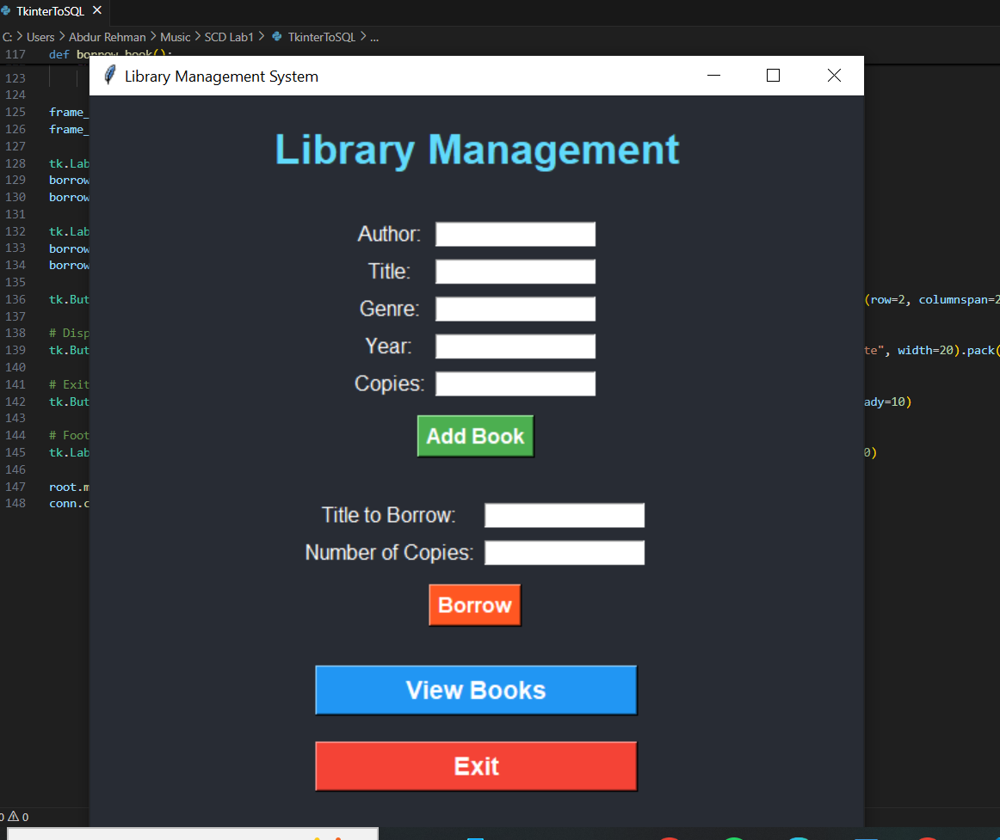 TkinterToSQL
C: > Users > Abdur Rehman > Music > SCD Lab1 > TkinterToSQL > ...
117 def borrow_book():
Library Management System
123
124
125 frame_
126 frame_
127
128 tk.Lab
129 borrow
130 borrow
131
132 tk.Lab
133 borrow
134 borrow
135
136 tk.But (row=2, columnspan=2
137
138 # Disp
139 tk.But te", width=20).pack(
140
141 # Exit
142 tk.But ady=10)
143
144 # Foot
145 tk.Lab 0)
146
147 root.m
148 conn.c
Library Management
Author:
Title:
Genre:
Year:
Copies:
Add Book
Title to Borrow:
Number of Copies:
Borrow
View Books
Exit
0 0